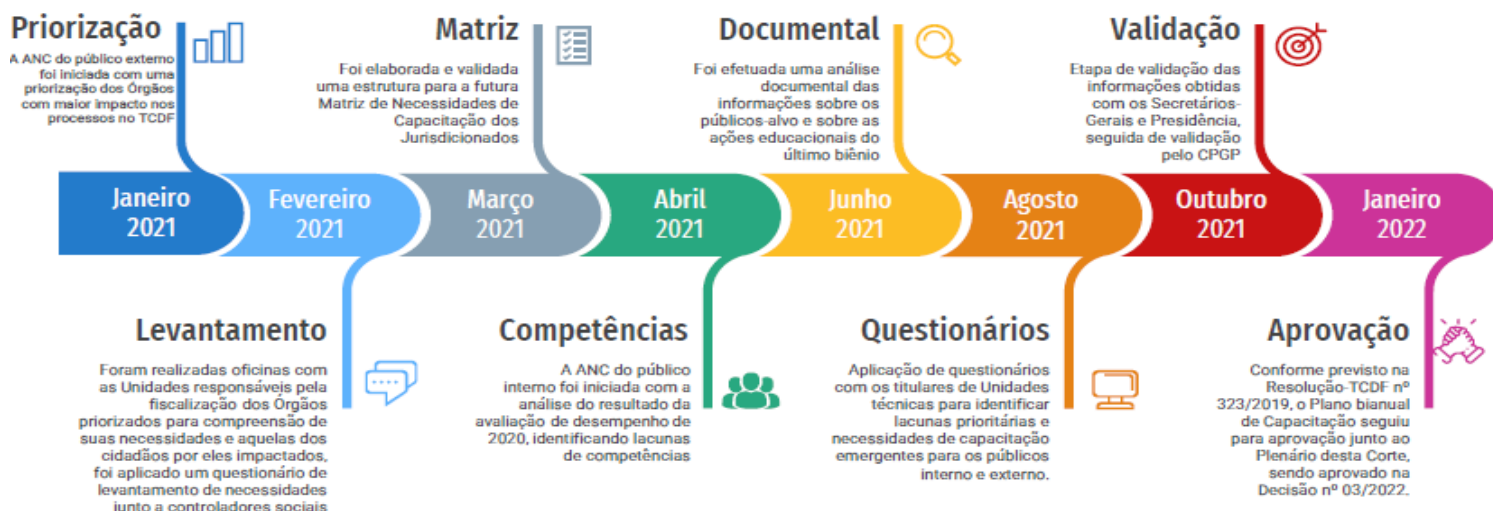 Priorização
A ANC do público externo
foi iniciada com uma
priorização dos Órgãos
com maior impacto nos
processos no TCDF
Matriz
Foi elaborada e validada
uma estrutura para a futura
Matriz de Necessidades de
Capacitação dos
Jurisdicionados
Documental
Foi efetuada uma análise
documental das
informações sobre os
públicos-alvo e sobre as
ações educacionais do
último biênio
Validação
Etapa de validação das
informações obtidas
com os Secretários-
Gerais e Presidência,
seguida de validação
pelo CPGP
Janeiro
2021
Fevereiro
2021
Março
2021
Abril
2021
Junho
2021
Agosto
2021
Outubro
2021
Janeiro
2022
Levantamento
Foram realizadas oficinas com
as Unidades responsáveis pela
fiscalização dos Órgãos
priorizados para compreensão de
suas necessidades e aquelas dos
cidadãos por eles impactados,
foi aplicado um questionário de
levantamento de necessidades
junto a controladores sociais
Competências
A ANC do público
interno foi iniciada com a
análise do resultado da
avaliação de desempenho de
2020, identificando lacunas
de competências
Questionários
Aplicação de questionários
com os titulares de Unidades
técnicas para identificar
lacunas prioritárias e
necessidades de capacitação
emergentes para os públicos
interno e externo.
Aprovação
Conforme previsto na
Resolução-TCDF nº
323/2019, o Plano bianual
de Capacitação seguiu
para aprovação junto ao
Plenário desta Corte,
sendo aprovado na
Decisão nº 03/2022.